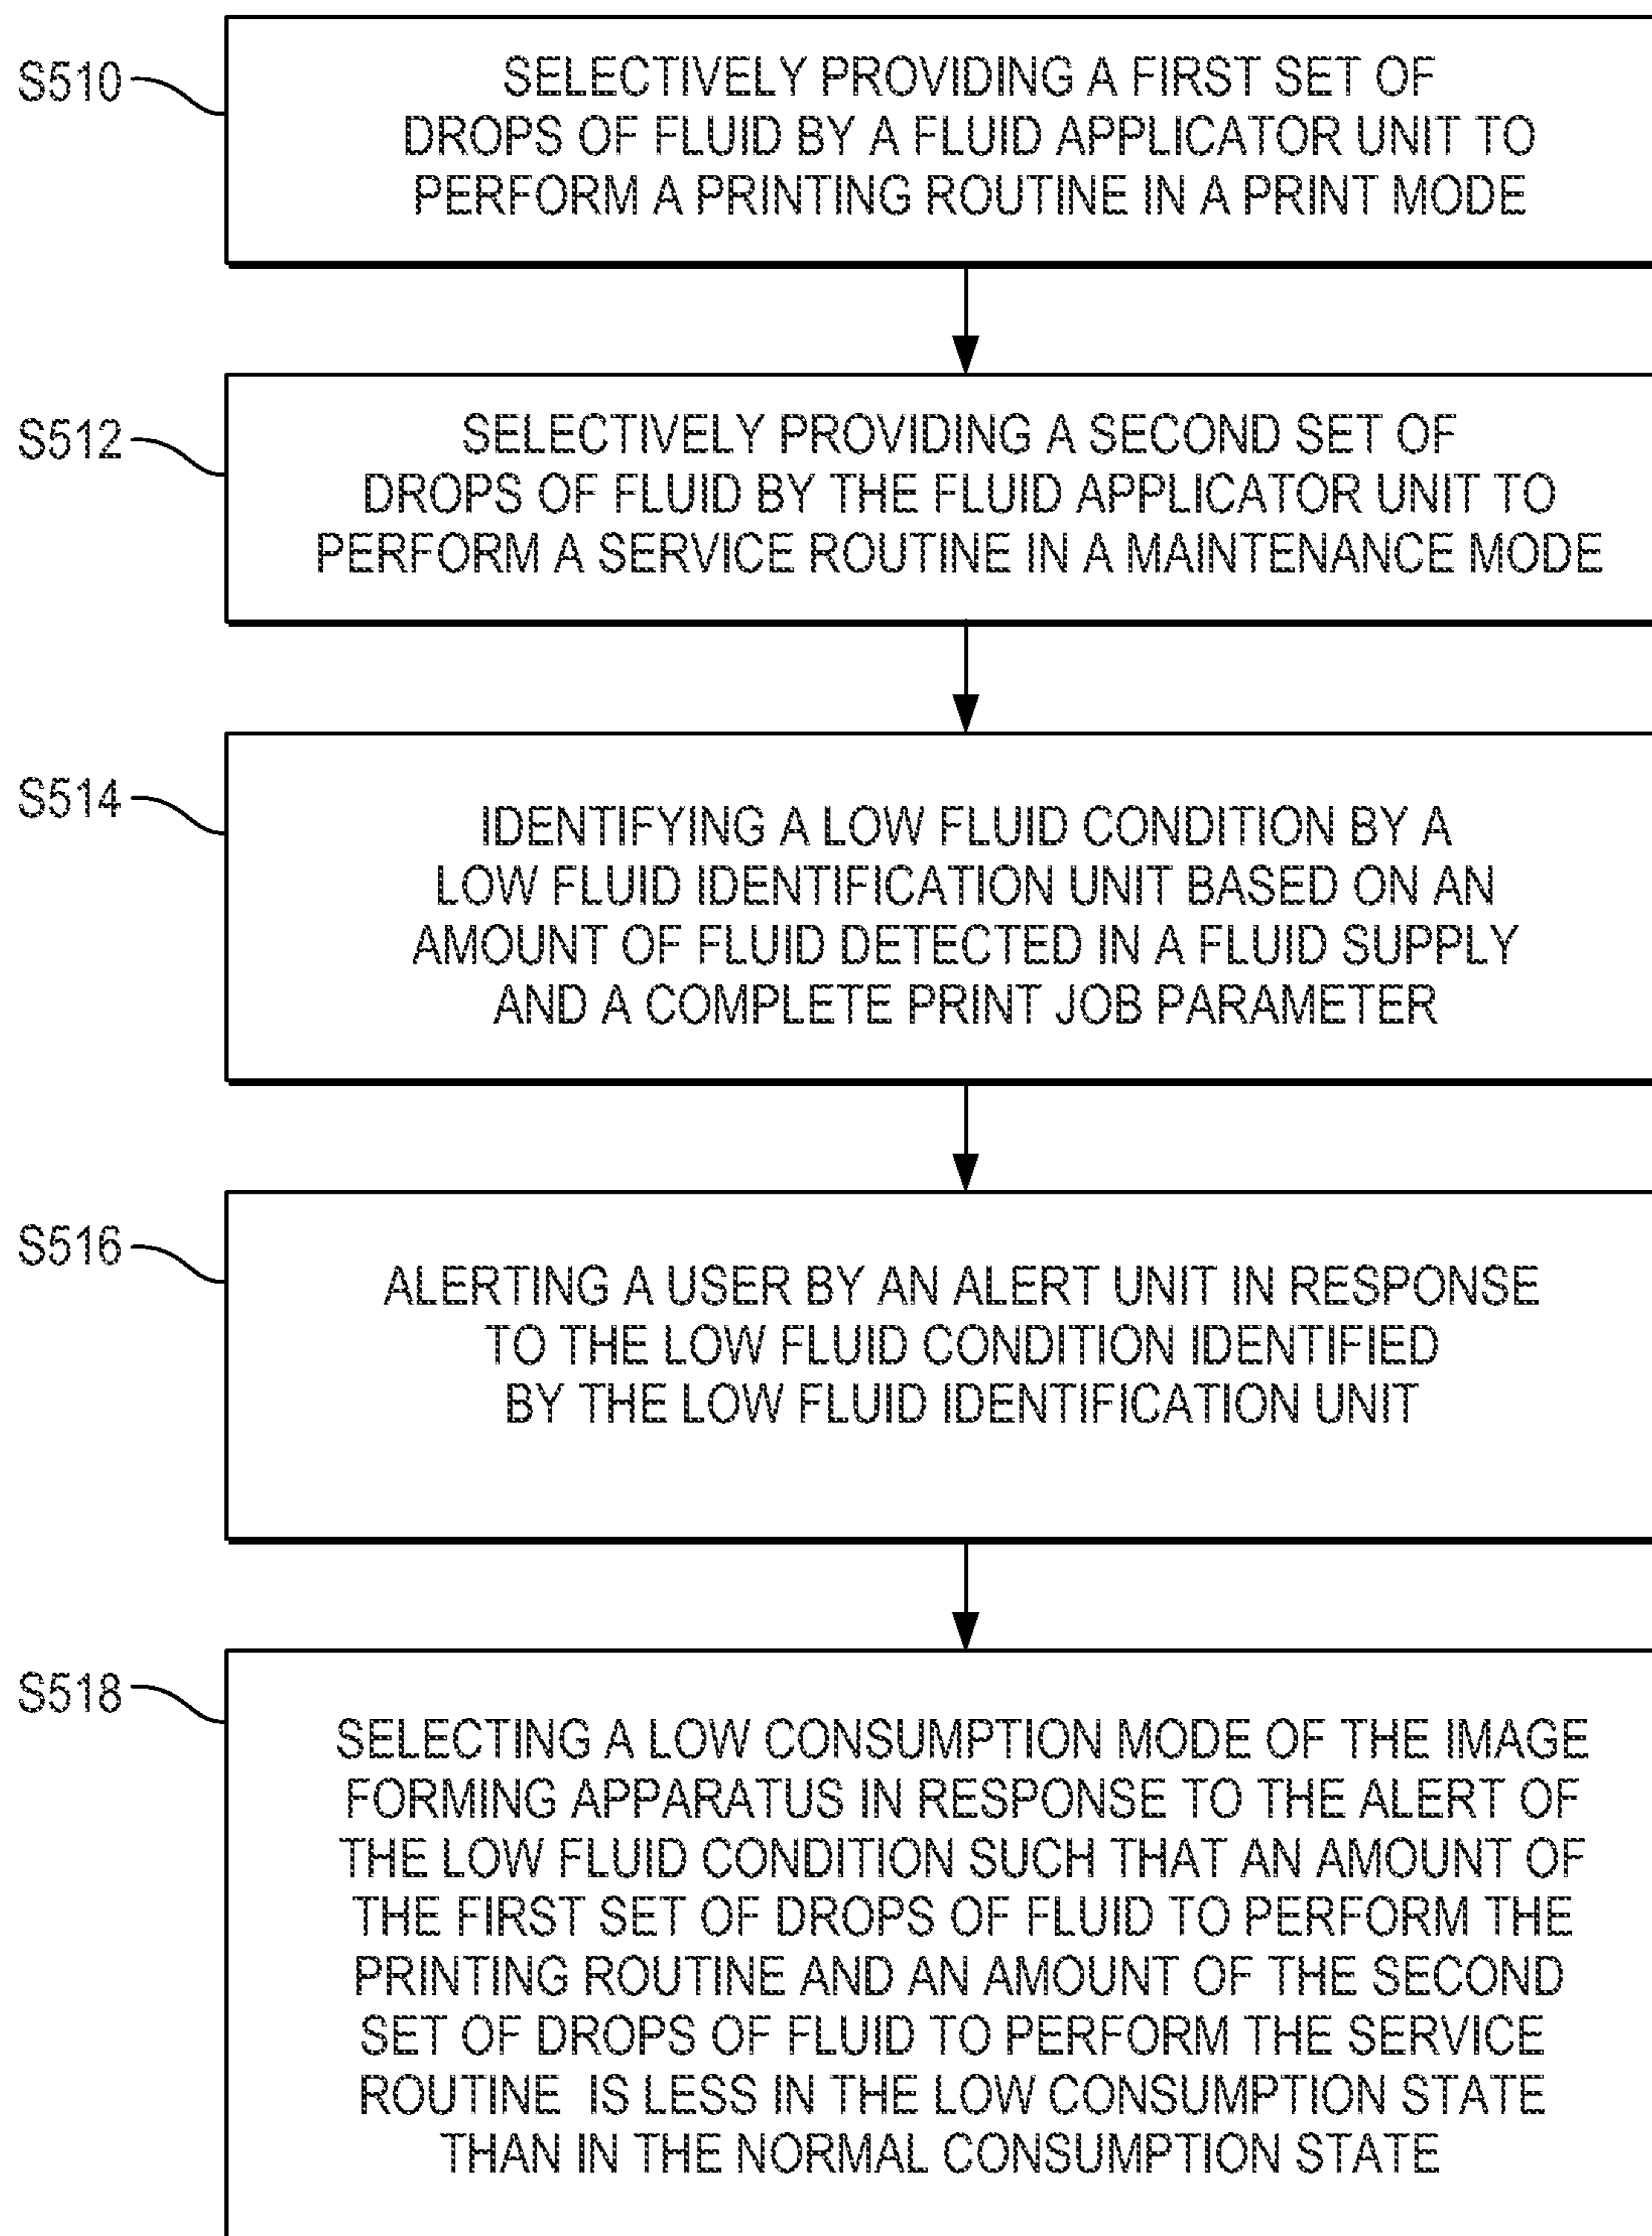 S510
SELECTIVELY PROVIDING A FIRST SET OF
DROPS OF FLUID BY A FLUID APPLICATOR UNIT TO
PERFORM A PRINTING ROUTINE IN A PRINT MODE
S512
SELECTIVELY PROVIDING A SECOND SET OF
DROPS OF FLUID BY THE FLUID APPLICATOR UNIT TO
PERFORM A SERVICE ROUTINE IN A MAINTENANCE MODE
S514
IDENTIFYING A LOW FLUID CONDITION BY A
LOW FLUID IDENTIFICATION UNIT BASED ON AN
AMOUNT OF FLUID DETECTED IN A FLUID SUPPLY
AND A COMPLETE PRINT JOB PARAMETER
S516
ALERTING A USER BY AN ALERT UNIT IN RESPONSE
TO THE LOW FLUID CONDITION IDENTIFIED
BY THE LOW FLUID IDENTIFICATION UNIT
S518
SELECTING A LOW CONSUMPTION MODE OF THE IMAGE
FORMING APPARATUS IN RESPONSE TO THE ALERT OF
THE LOW FLUID CONDITION SUCH THAT AN AMOUNT OF
THE FIRST SET OF DROPS OF FLUID TO PERFORM THE
PRINTING ROUTINE AND AN AMOUNT OF THE SECOND
SET OF DROPS OF FLUID TO PERFORM THE SERVICE
ROUTINE IS LESS IN THE LOW CONSUMPTION STATE
THAN IN THE NORMAL CONSUMPTION STATE